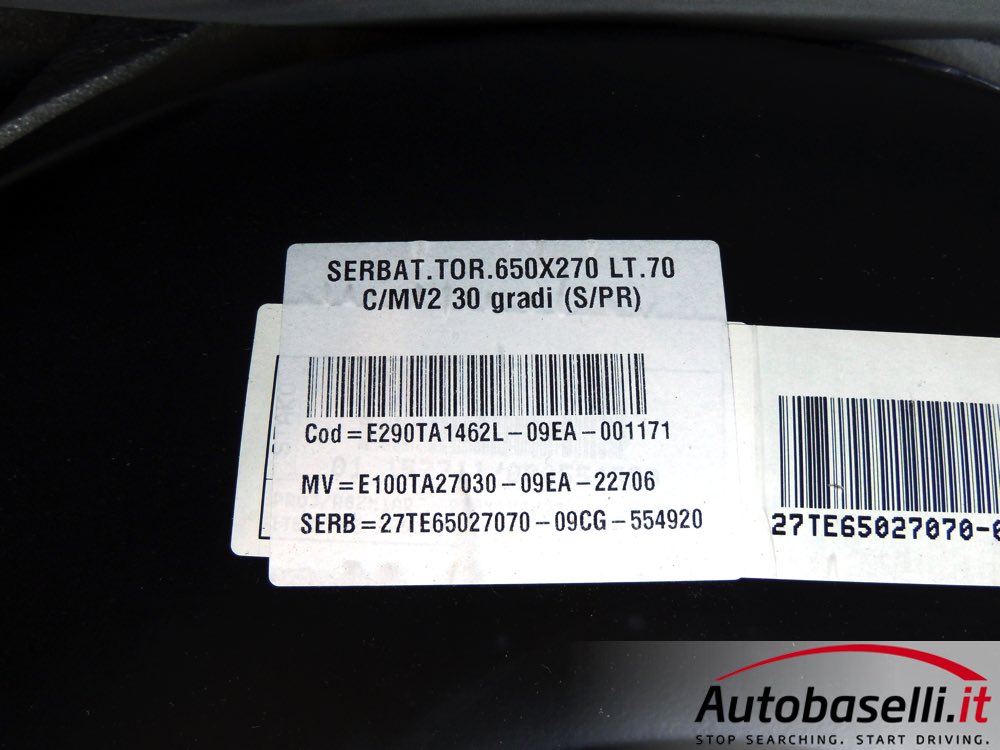 SERBAT.TOR.650X270 LT.70
C/MV2 30 gradi (S/PR)
Cod=E290TA1462L-09EA-001171
MV=E100TA27030-09EA-22706
SERB=27TE65027070-09CG-554920
27TE65027070-
Autobaselli.it
STOP SEARCHING. START DRIVING.